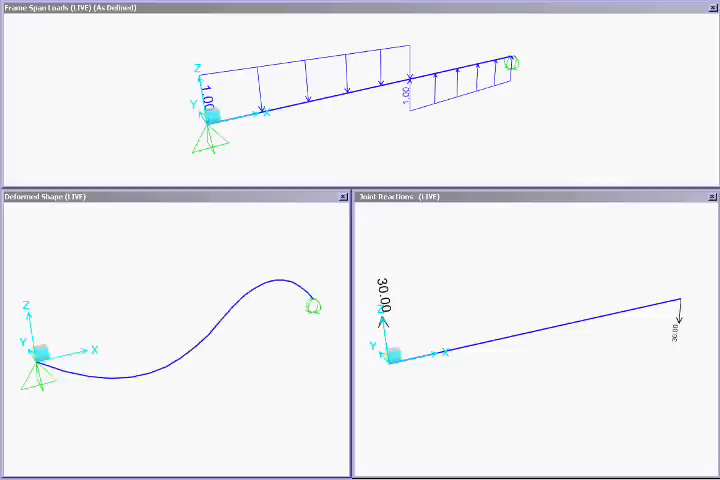 Frame Span Loads (LIVE) (As Defined)
Z
1.00
Y
X
1.00
Deformed Shape (LIVE)
Z
Y
X
Joint Reactions (LIVE)
30.00
Y
X
30.00